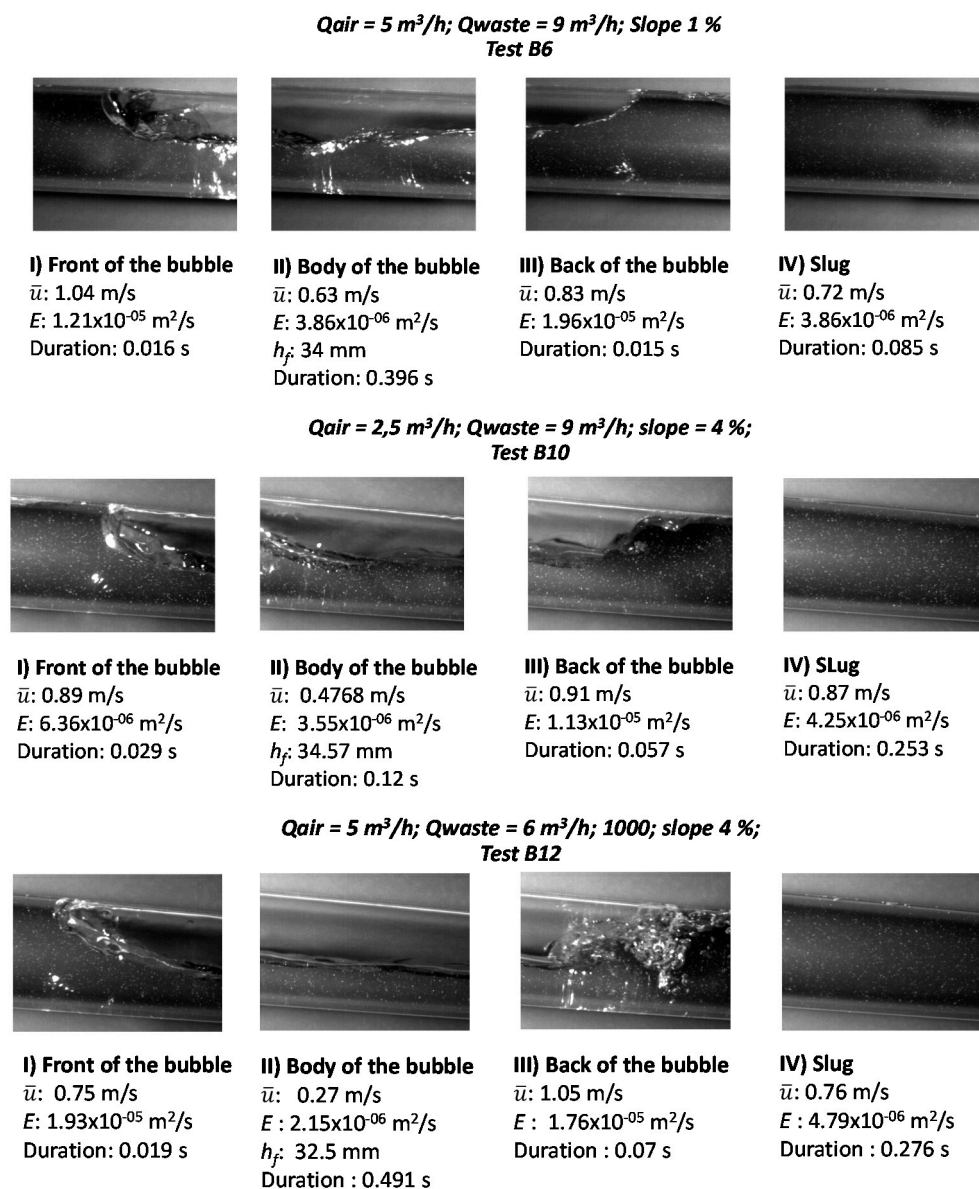 Qair = 5 m³/h; Qwaste = 9 m³/h; Slope 1 %
Test B6
I) Front of the bubble
ū: 1.04 m/s
E: 1.21x10⁻⁰⁵ m²/s
Duration: 0.016 s
II) Body of the bubble
ū: 0.63 m/s
E: 3.86x10⁻⁰⁶ m²/s
h_f: 34 mm
Duration: 0.396 s
III) Back of the bubble
ū: 0.83 m/s
E: 1.96x10⁻⁰⁵ m²/s
Duration: 0.015 s
IV) Slug
ū: 0.72 m/s
E: 3.86x10⁻⁰⁶ m²/s
Duration: 0.085 s
Qair = 2,5 m³/h; Qwaste = 9 m³/h; slope = 4 %;
Test B10
I) Front of the bubble
ū: 0.89 m/s
E: 6.36x10⁻⁰⁶ m²/s
Duration: 0.029 s
II) Body of the bubble
ū: 0.4768 m/s
E: 3.55x10⁻⁰⁶ m²/s
h_f: 34.57 mm
Duration: 0.12 s
III) Back of the bubble
ū: 0.91 m/s
E: 1.13x10⁻⁰⁵ m²/s
Duration: 0.057 s
IV) SLug
ū: 0.87 m/s
E: 4.25x10⁻⁰⁶ m²/s
Duration: 0.253 s
Qair = 5 m³/h; Qwaste = 6 m³/h; 1000; slope 4 %;
Test B12
I) Front of the bubble
ū: 0.75 m/s
E: 1.93x10⁻⁰⁵ m²/s
Duration: 0.019 s
II) Body of the bubble
ū: 0.27 m/s
E : 2.15x10⁻⁰⁶ m²/s
h_f: 32.5 mm
Duration : 0.491 s
III) Back of the bubble
ū: 1.05 m/s
E : 1.76x10⁻⁰⁵ m²/s
Duration : 0.07 s
IV) Slug
ū: 0.76 m/s
E : 4.79x10⁻⁰⁶ m²/s
Duration : 0.276 s